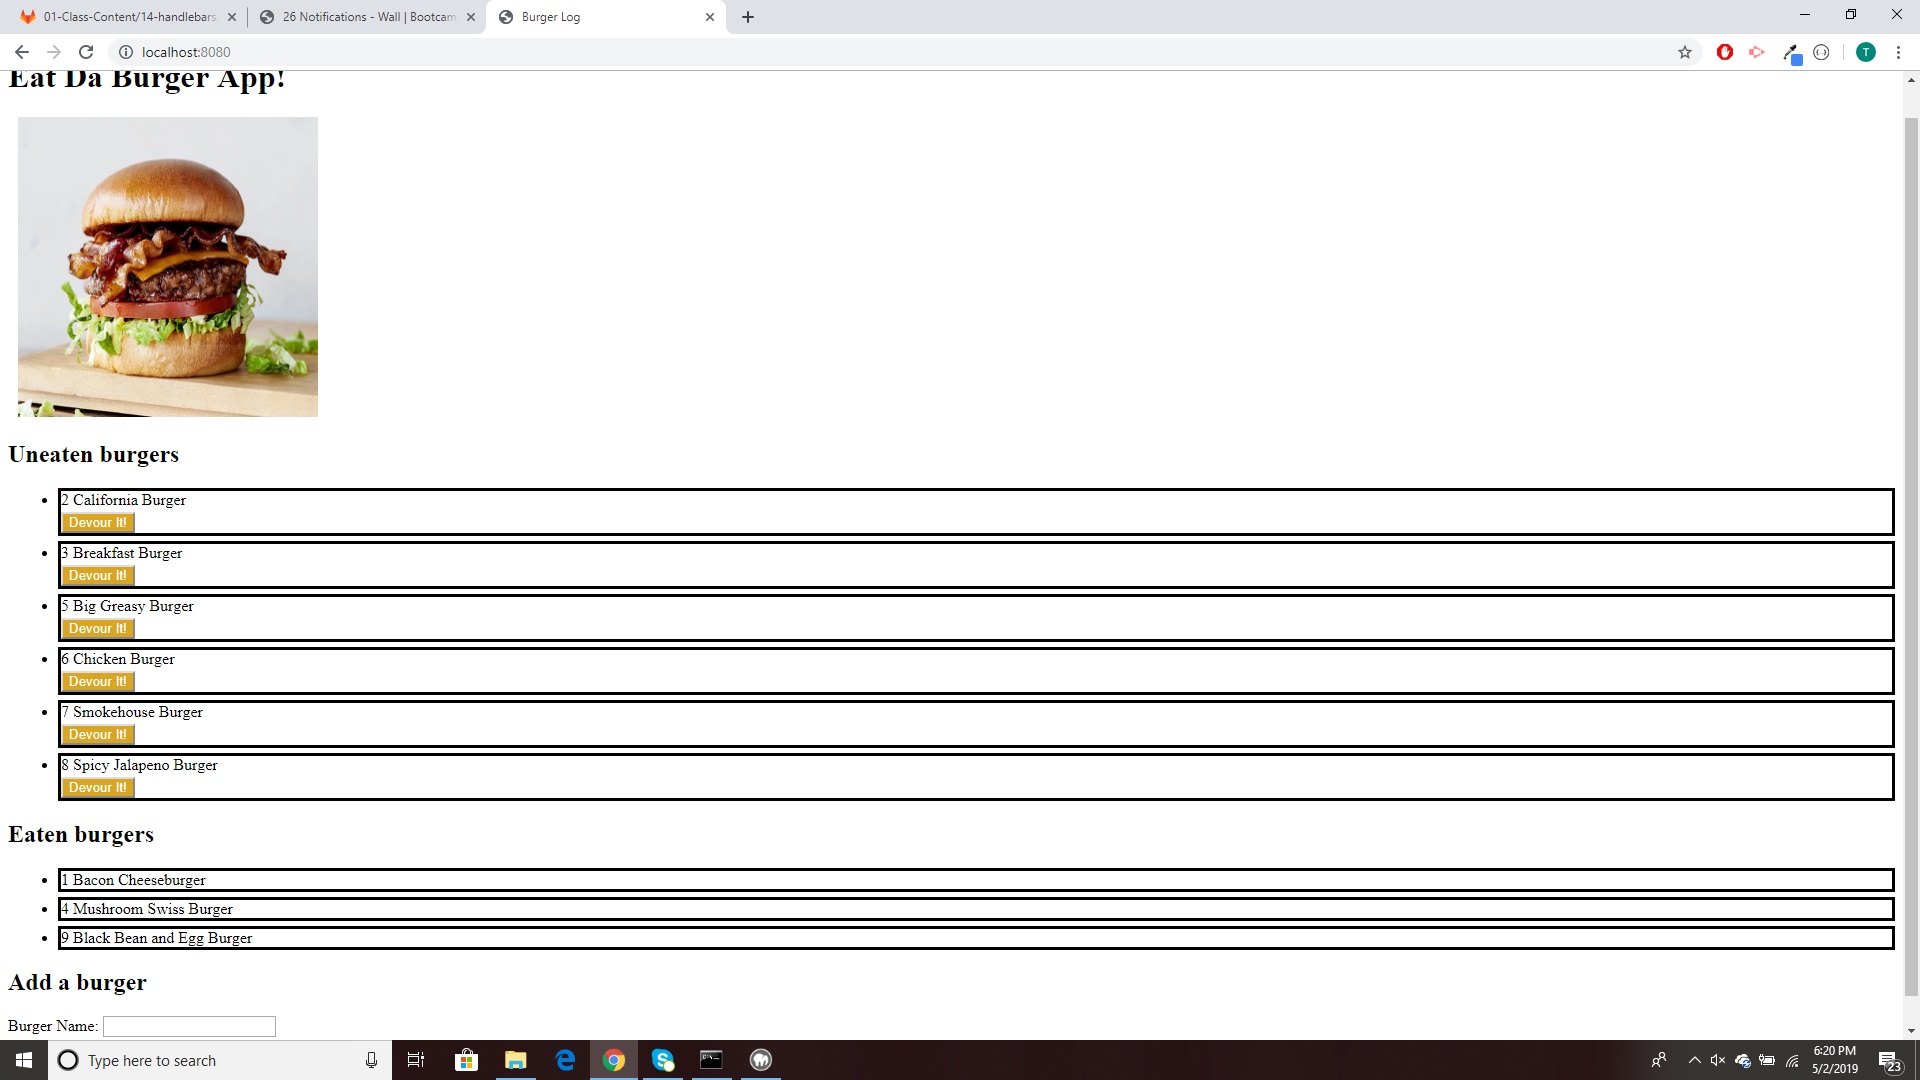 01-Class-Content/14-handlebars
26 Notifications - Wall | Bootcam
Burger Log
localhost:8080
T
Eat Da Burger App!
Uneaten burgers
2 California Burger
Devour It!
3 Breakfast Burger
Devour It!
5 Big Greasy Burger
Devour It!
6 Chicken Burger
Devour It!
7 Smokehouse Burger
Devour It!
8 Spicy Jalapeno Burger
Devour It!
Eaten burgers
1 Bacon Cheeseburger
4 Mushroom Swiss Burger
9 Black Bean and Egg Burger
Add a burger
Burger Name:
Type here to search
6:20 PM
5/2/2019
23